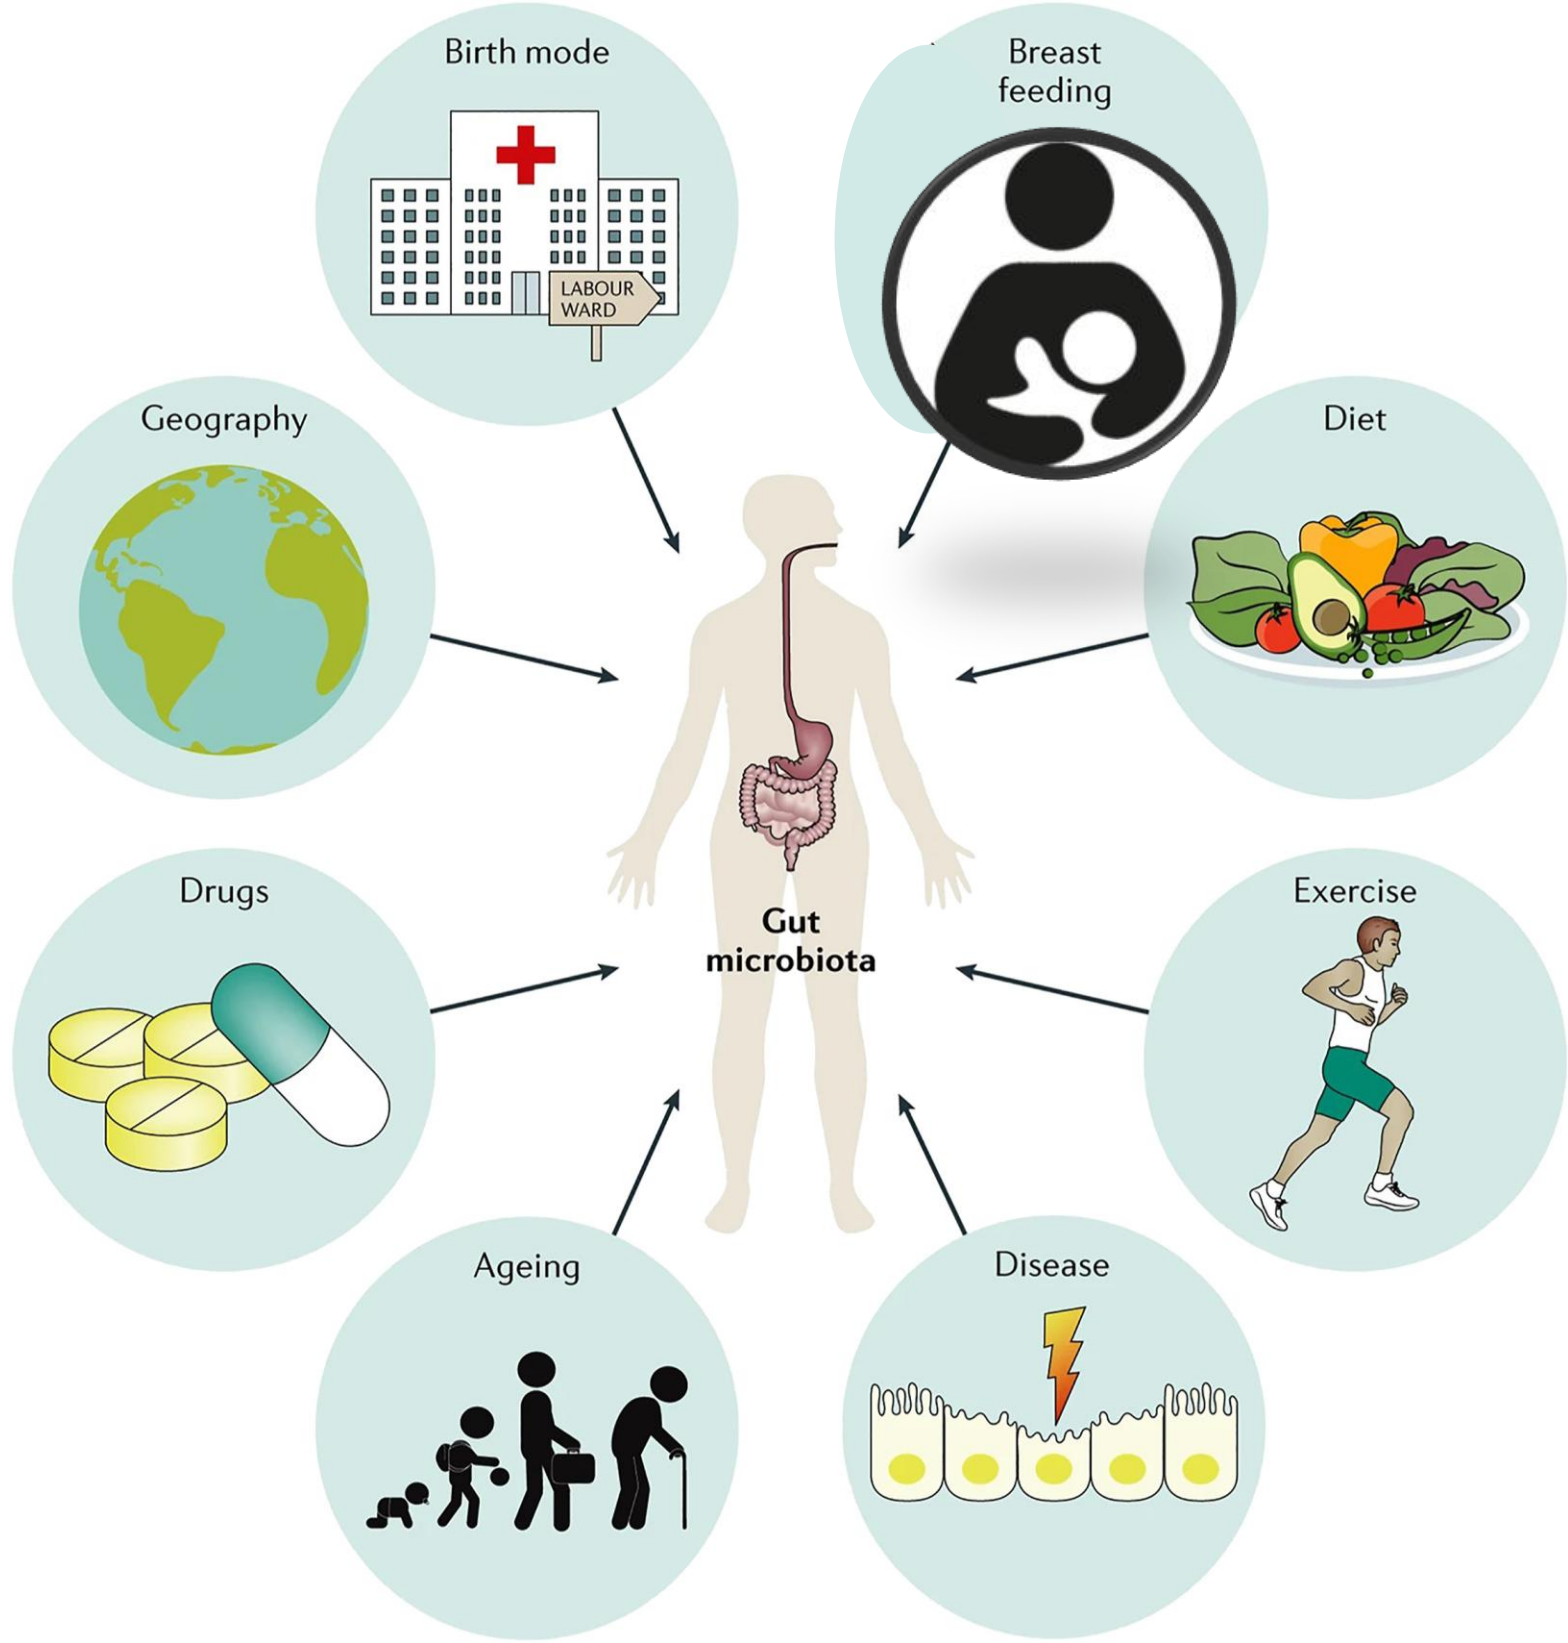 Birth mode
LABOUR
WARD
Breast
feeding
Geography
Diet
Drugs
Gut
microbiota
Exercise
Ageing
Disease